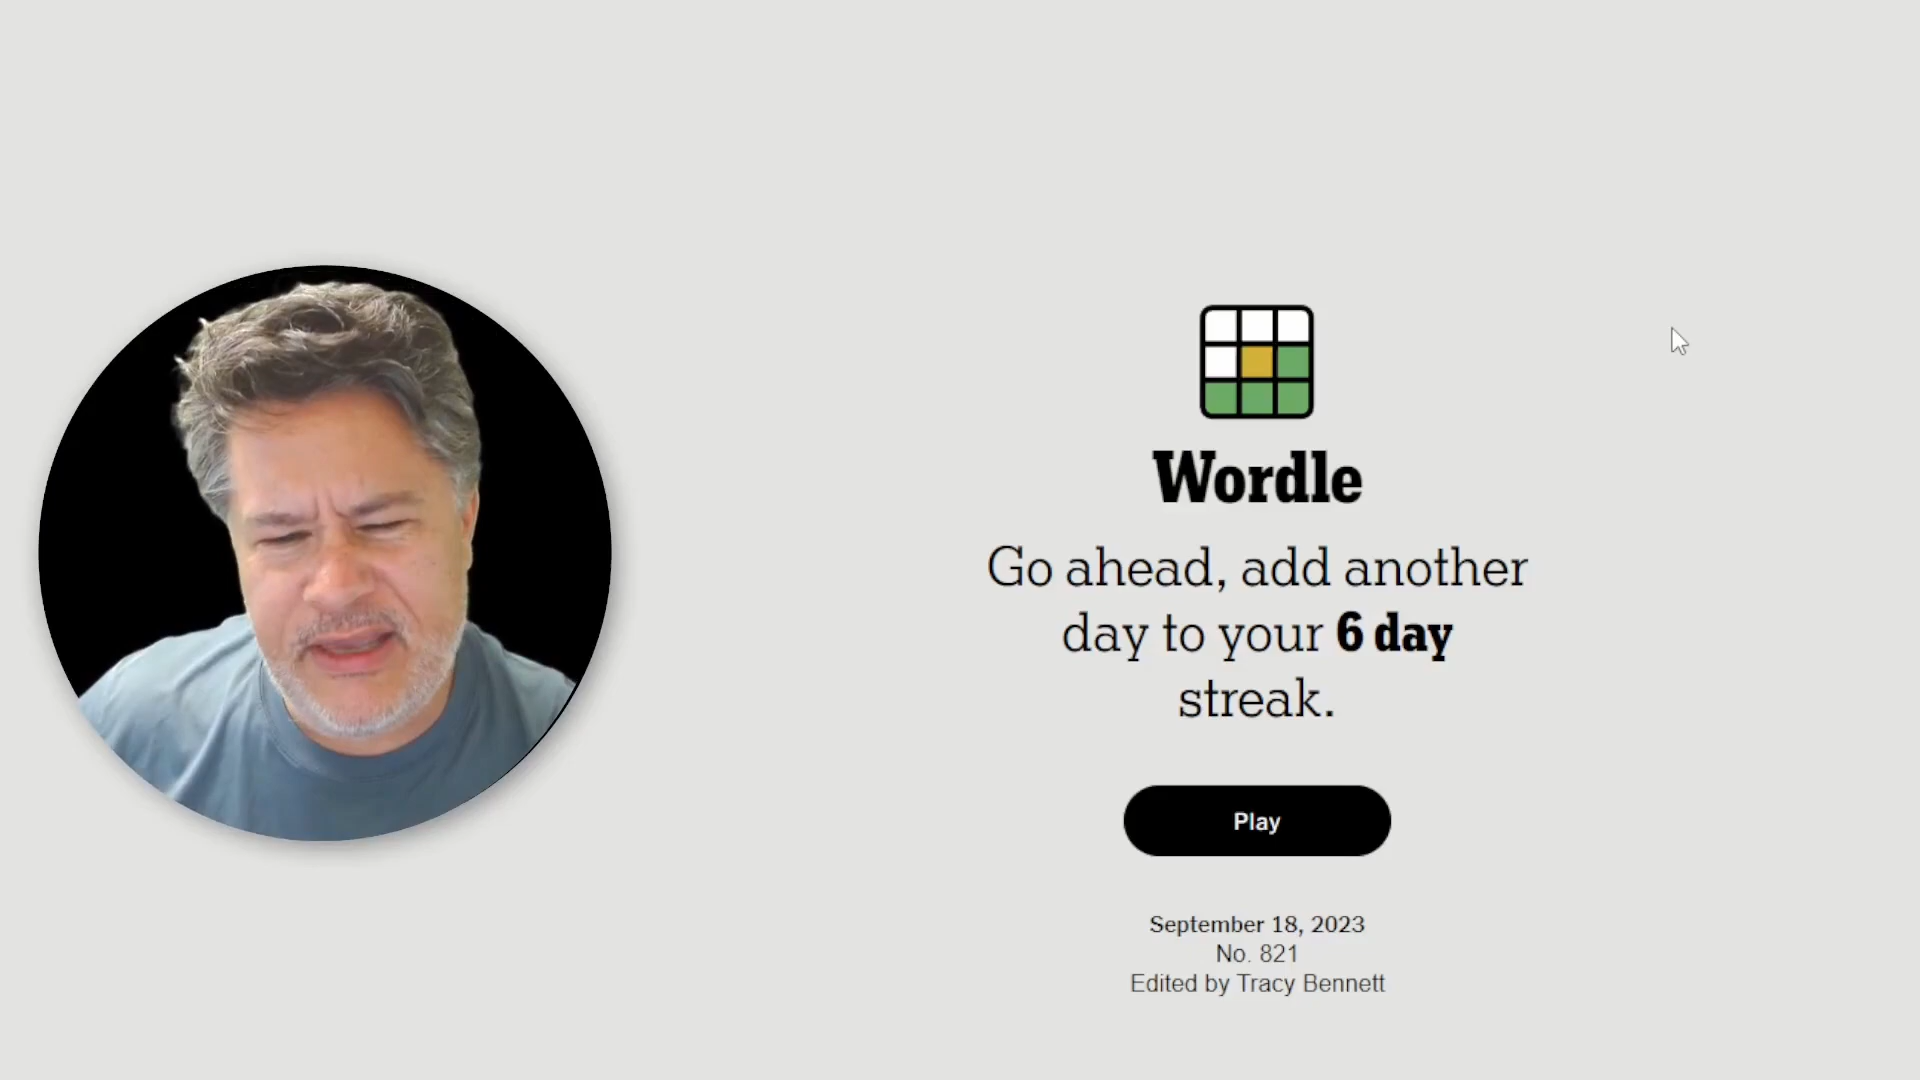 Wordle
Go ahead, add another
day to your 6 day
streak.
Play
September 18, 2023
No. 821
Edited by Tracy Bennett